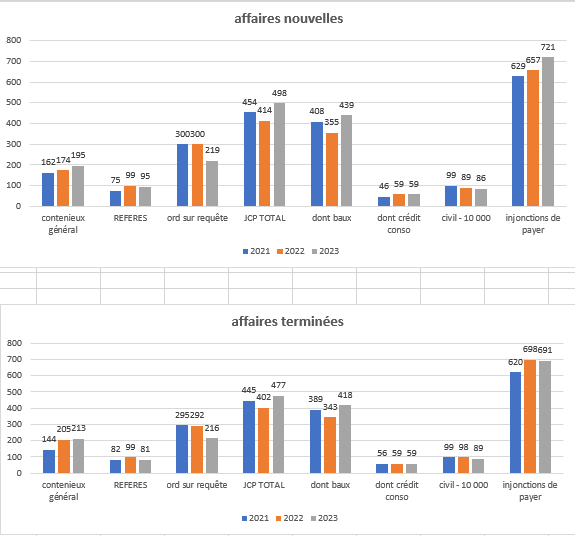 affaires nouvelles
800
700
600
500
400
300
200
100
0
162 174 195
75 99 95
300 300 219
454 414 498
408 355 439
46 59 59
99 89 86
629 657 721
contenieux général
REFERES
ord sur requête
JCP TOTAL
dont baux
dont crédit conso
civil - 10 000
injonctions de payer
2021 2022 2023
affaires terminées
800
700
600
500
400
300
200
100
0
144 205 213
82 99 81
295 292 216
445 402 477
389 343 418
56 59 59
99 98 89
620 698 691
contenieux général
REFERES
ord sur requête
JCP TOTAL
dont baux
dont crédit conso
civil - 10 000
injonctions de payer
2021 2022 2023